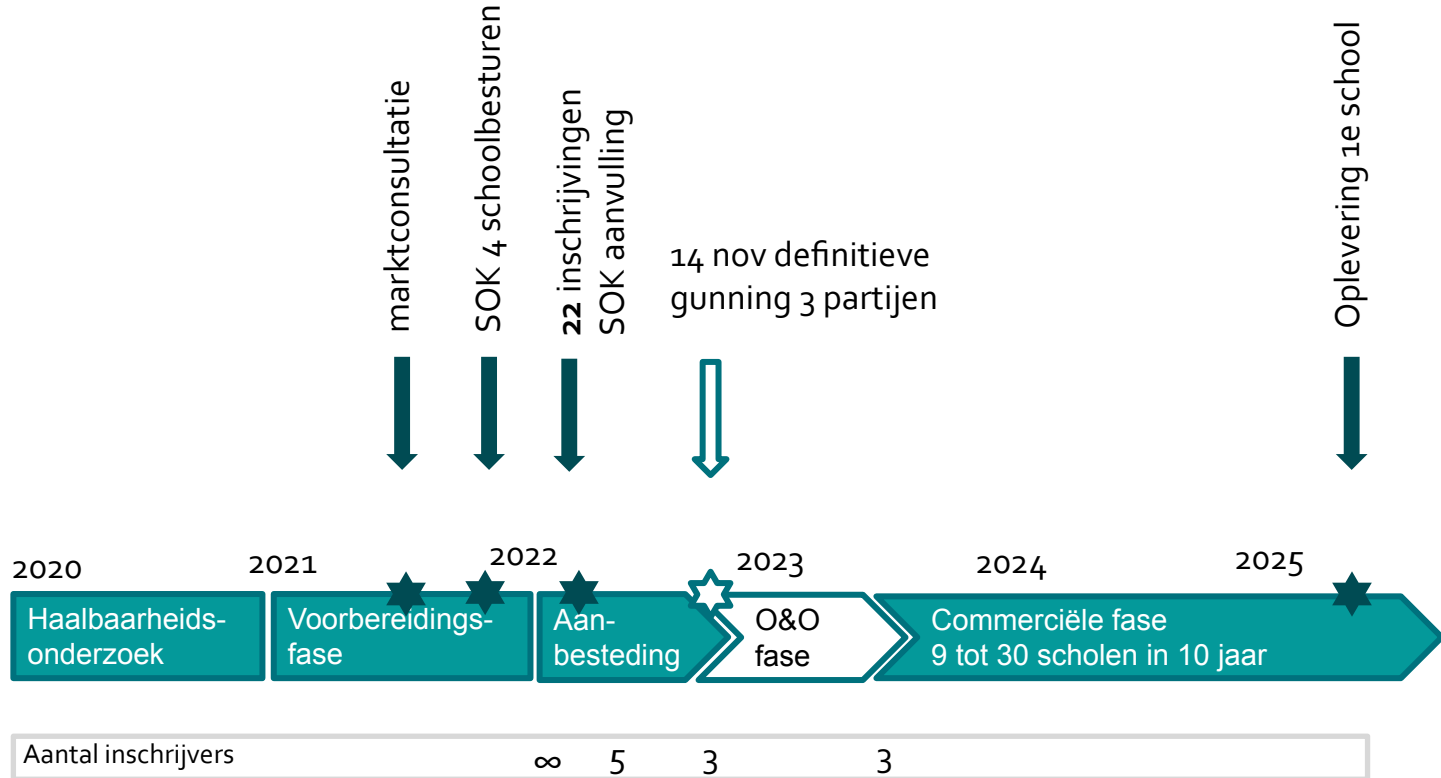 marktconsultatie
SOK 4 schoolbesturen
22 inschrijvingen
SOK aanvulling
14 nov definitieve
gunning 3 partijen
Oplevering 1e school
2020
2021
2022
2023
2024
2025
Haalbaarheids-
onderzoek
Voorbereidings-
fase
Aan-
besteding
O&O
fase
Commerciële fase
9 tot 30 scholen in 10 jaar
Aantal inschrijvers ∞ 5 3 3